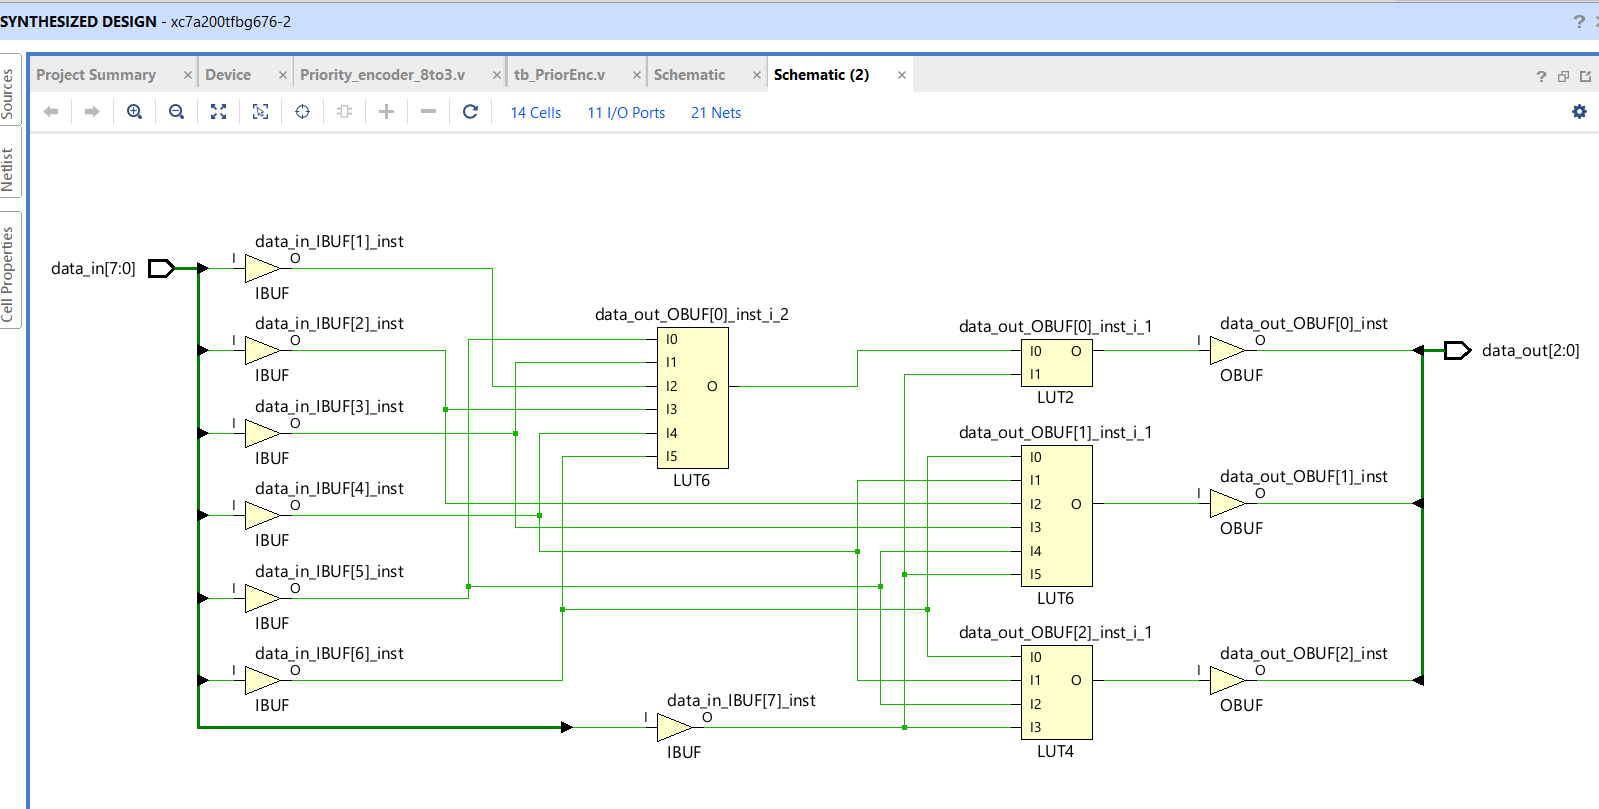 SYNTHESIZED DESIGN - xc7a200tfbg676-2 ?
Sources
Netlist
Cell Properties
Project Summary × Device × Priority_encoder_8to3.v × tb_PriorEnc.v × Schematic × Schematic (2) × ?
14 Cells 11 I/O Ports 21 Nets
data_in[7:0]
data_in_IBUF[1]_inst
I O
IBUF
data_in_IBUF[2]_inst
I O
IBUF
data_in_IBUF[3]_inst
I O
IBUF
data_in_IBUF[4]_inst
I O
IBUF
data_in_IBUF[5]_inst
I O
IBUF
data_in_IBUF[6]_inst
I O
IBUF
data_in_IBUF[7]_inst
I O
IBUF
data_out_OBUF[0]_inst_i_2
I0
I1
I2 O
I3
I4
I5
LUT6
data_out_OBUF[0]_inst_i_1
I0 O
I1
LUT2
data_out_OBUF[1]_inst_i_1
I0
I1
I2 O
I3
I4
I5
LUT6
data_out_OBUF[2]_inst_i_1
I0
I1 O
I2
I3
LUT4
data_out_OBUF[0]_inst
I O
OBUF
data_out_OBUF[1]_inst
I O
OBUF
data_out_OBUF[2]_inst
I O
OBUF
data_out[2:0]